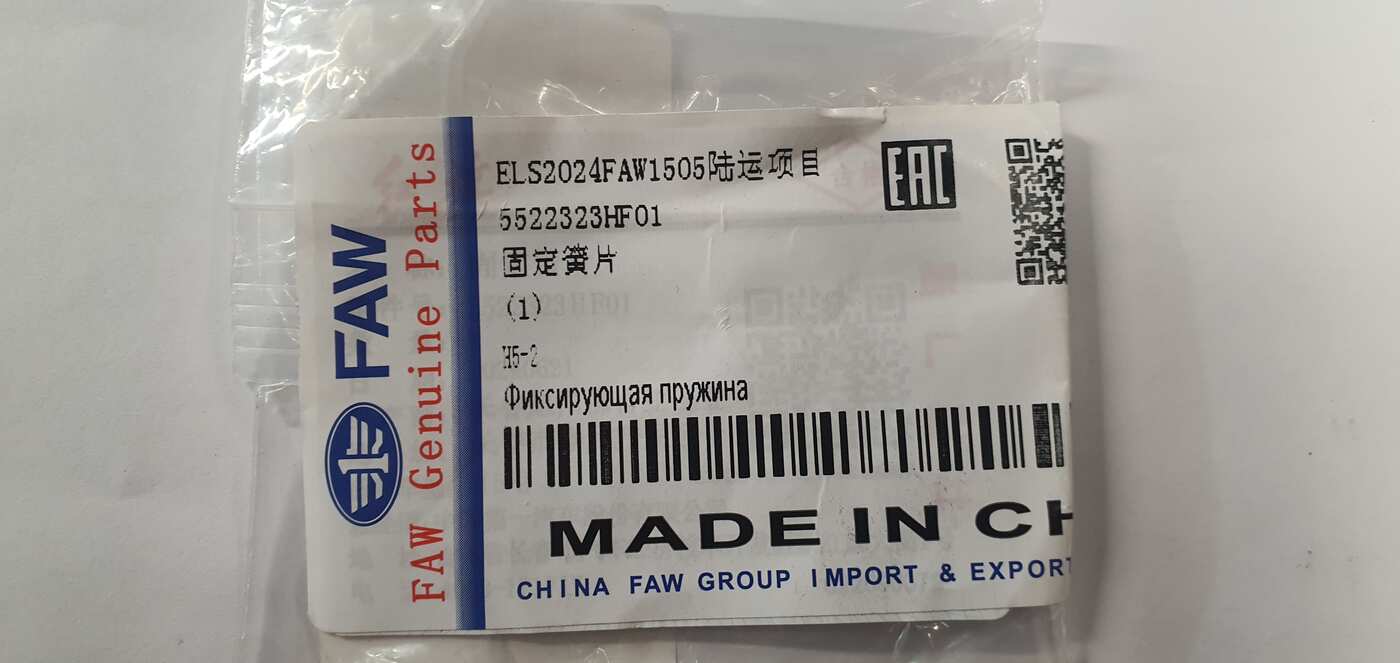 FAW
FAW Genuine Parts
ELS2024FAW1505陆运项目
EAC
5522323HF01
固定簧片
(1)
H5-2
Фиксирующая пружина
MADE IN CH
CHINA FAW GROUP IMPORT & EXPORT